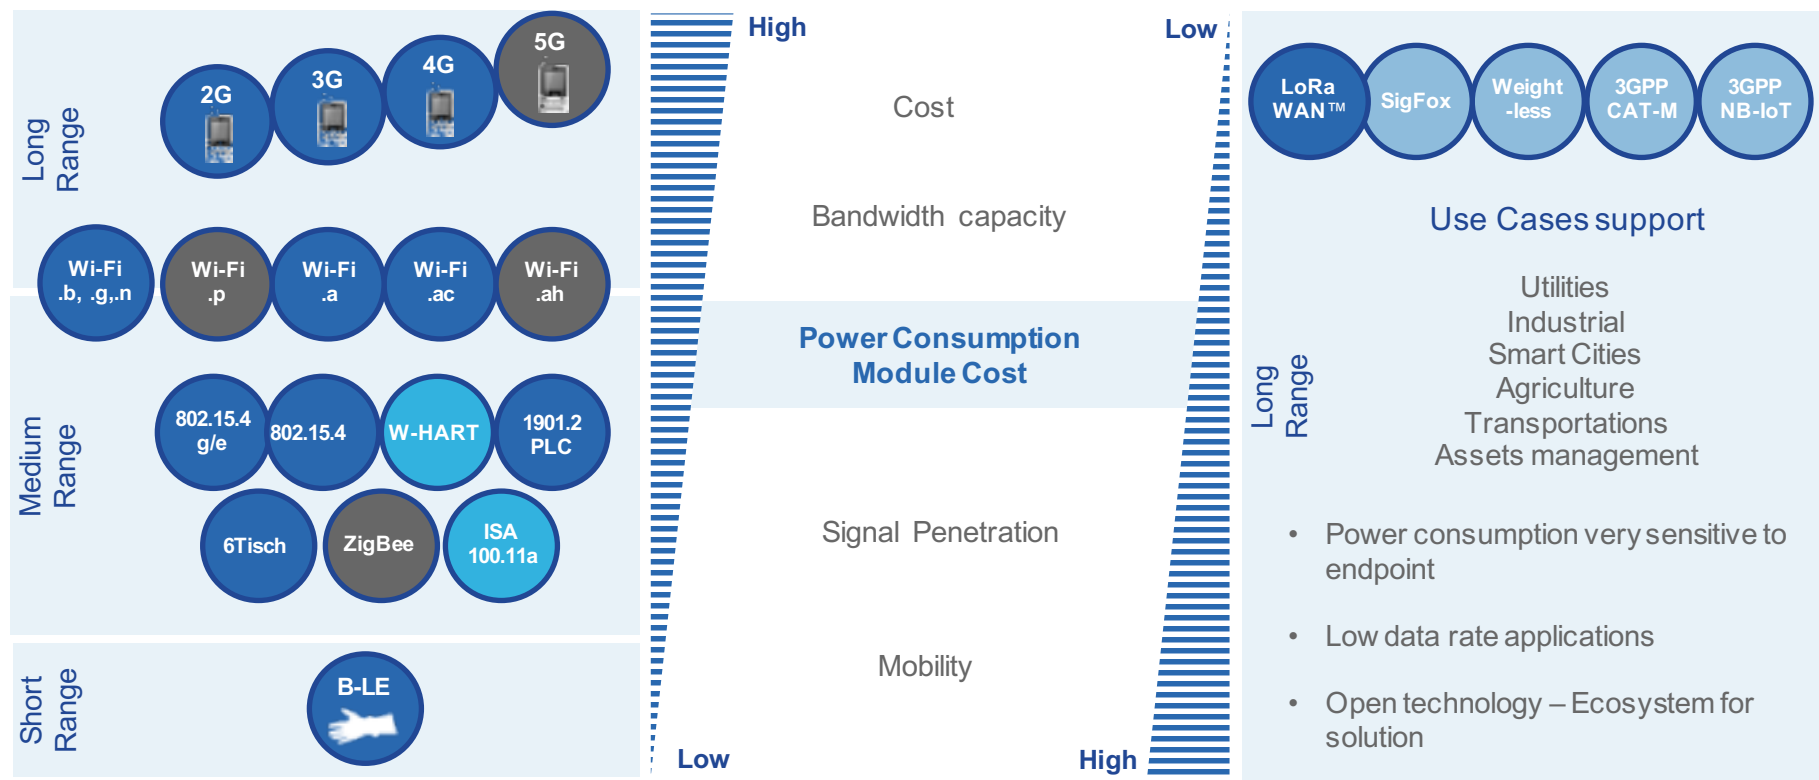 Long
Range
2G
3G
4G
5G
Wi-Fi
.b, .g,.n
Wi-Fi
.p
Wi-Fi
.a
Wi-Fi
.ac
Wi-Fi
.ah
Medium
Range
802.15.4
g/e
802.15.4
W-HART
1901.2
PLC
6Tisch
ZigBee
ISA
100.11a
Short
Range
B-LE
High
Low
Cost
Bandwidth capacity
Power Consumption
Module Cost
Signal Penetration
Mobility
Low
High
LoRa
WAN™
SigFox
Weight
-less
3GPP
CAT-M
3GPP
NB-IoT
Long
Range
Use Cases support
Utilities
Industrial
Smart Cities
Agriculture
Transportations
Assets management
• Power consumption very sensitive to
endpoint
• Low data rate applications
• Open technology – Ecosystem for
solution